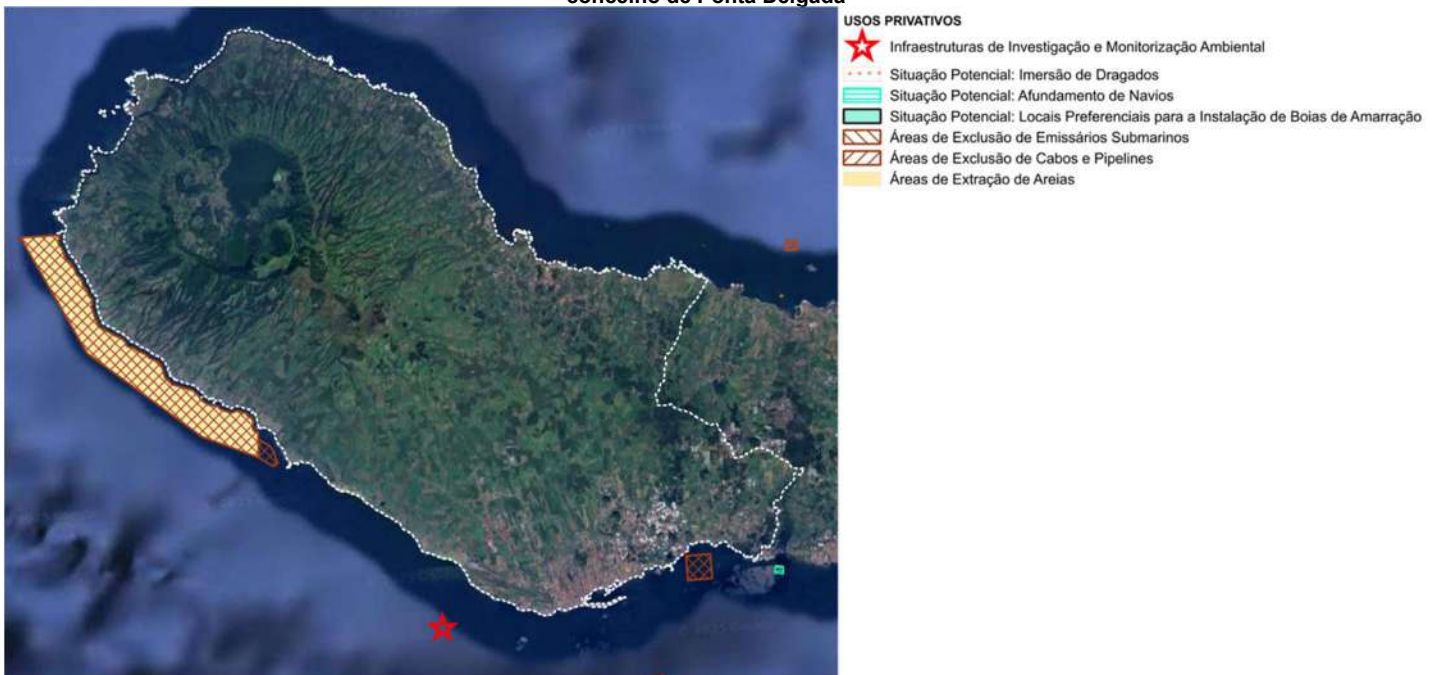 concelho de Ponta Delgada
USOS PRIVATIVOS
Infraestruturas de Investigação e Monitorização Ambiental
Situação Potencial: Imersão de Dragados
Situação Potencial: Afundamento de Navios
Situação Potencial: Locais Preferenciais para a Instalação de Boias de Amarração
Áreas de Exclusão de Emissários Submarinos
Áreas de Exclusão de Cabos e Pipelines
Áreas de Extração de Areias